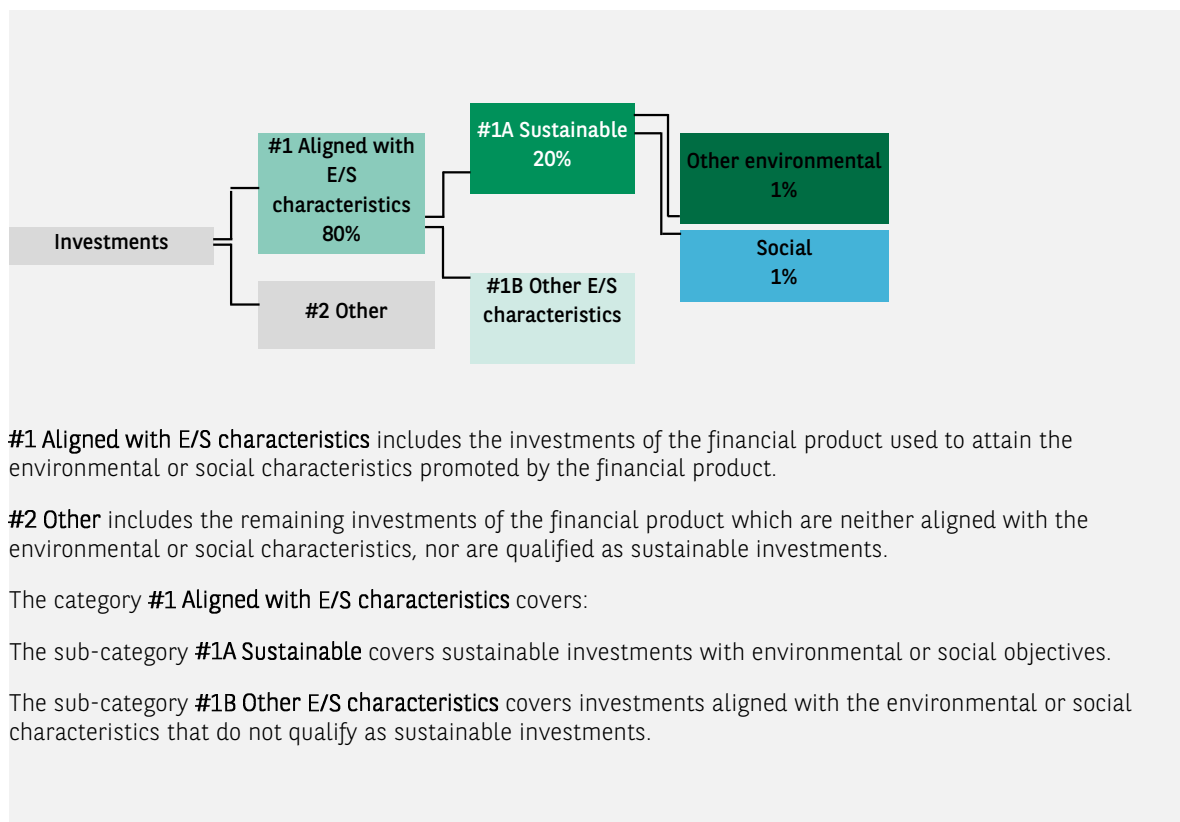 #1A Sustainable
20%
#1 Aligned with
E/S
characteristics
80%
Other environmental
1%
Investments
Social
1%
#2 Other
#1B Other E/S
characteristics
#1 Aligned with E/S characteristics includes the investments of the financial product used to attain the
environmental or social characteristics promoted by the financial product.
#2 Other includes the remaining investments of the financial product which are neither aligned with the
environmental or social characteristics, nor are qualified as sustainable investments.
The category #1 Aligned with E/S characteristics covers:
The sub-category #1A Sustainable covers sustainable investments with environmental or social objectives.
The sub-category #1B Other E/S characteristics covers investments aligned with the environmental or social
characteristics that do not qualify as sustainable investments.